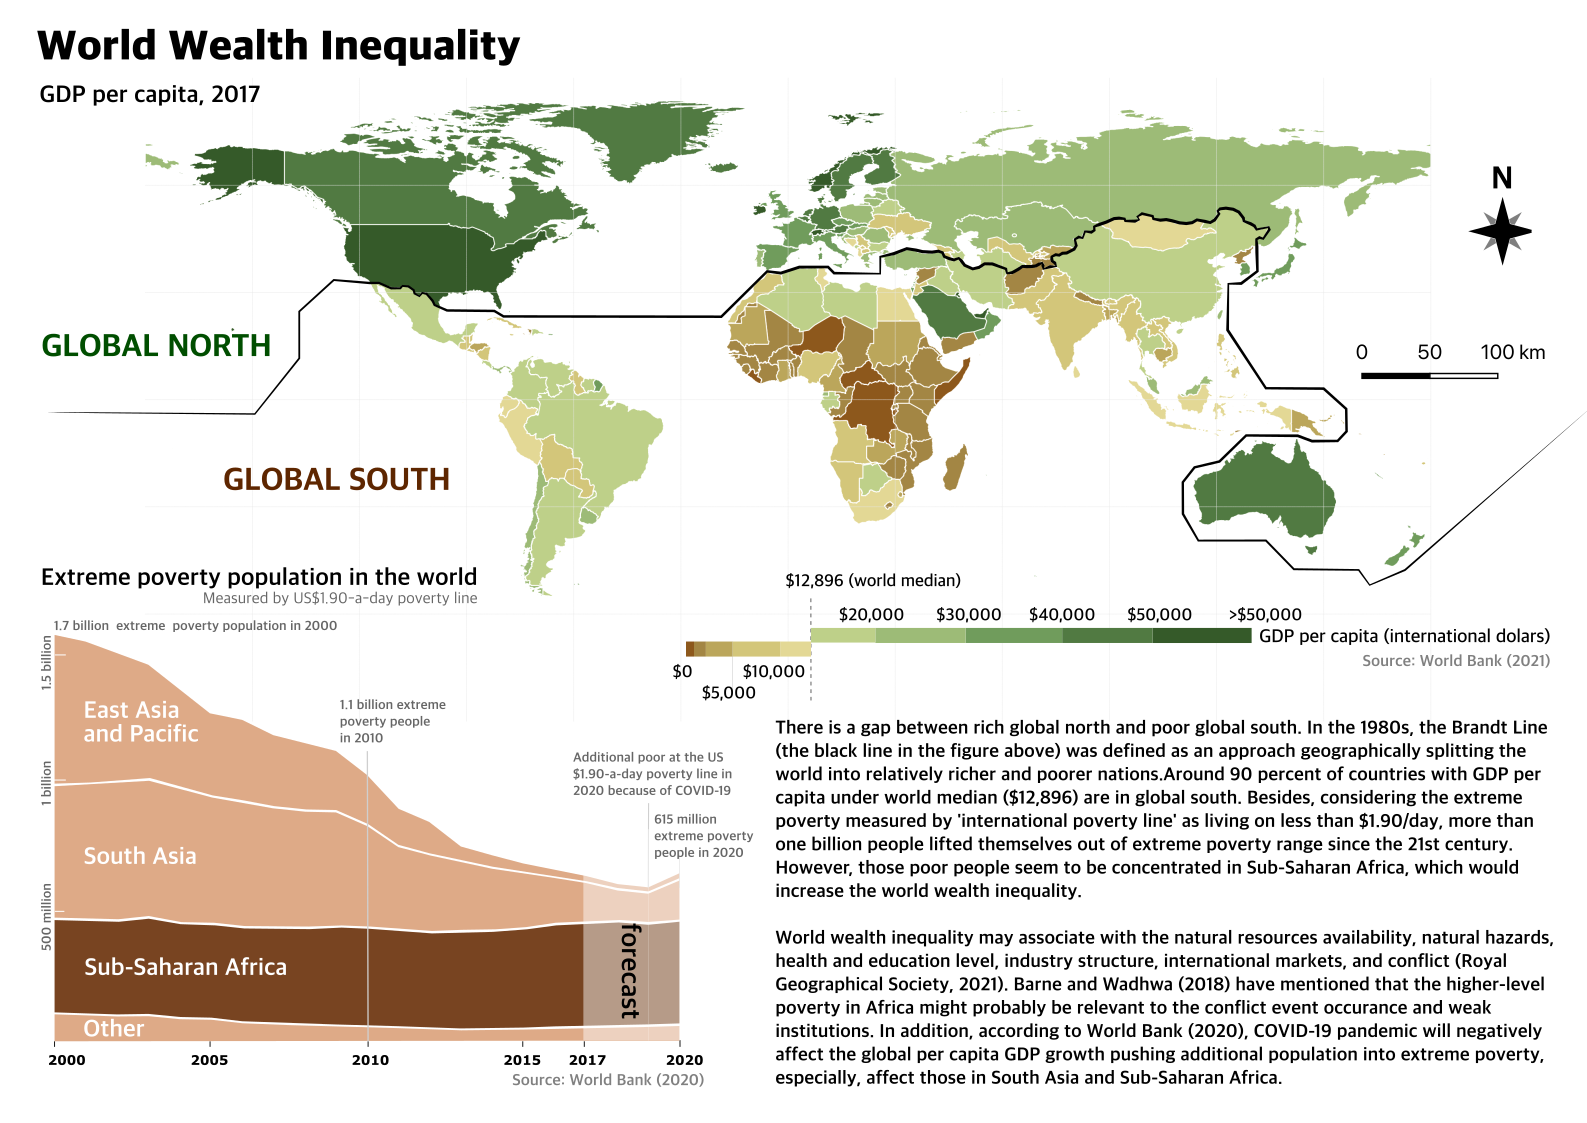 World Wealth Inequality
GDP per capita, 2017
N
GLOBAL NORTH
0 50 100 km
GLOBAL SOUTH
$12,896 (world median)
$20,000 $30,000 $40,000 $50,000 >$50,000
GDP per capita (international dolars)
$0 $10,000
$5,000
Source: World Bank (2021)
Extreme poverty population in the world
Measured by US$1.90-a-day poverty line
1.7 billion extreme poverty population in 2000
1.5 billion
1 billion
500 million
East Asia
and Pacific
South Asia
Sub-Saharan Africa
Other
1.1 billion extreme
poverty people
in 2010
Additional poor at the US
$1.90-a-day poverty line in
2020 because of COVID-19
615 million
extreme poverty
people in 2020
forecast
2000 2005 2010 2015 2017 2020
Source: World Bank (2020)
There is a gap between rich global north and poor global south. In the 1980s, the Brandt Line
(the black line in the figure above) was defined as an approach geographically splitting the
world into relatively richer and poorer nations.Around 90 percent of countries with GDP per
capita under world median ($12,896) are in global south. Besides, considering the extreme
poverty measured by 'international poverty line' as living on less than $1.90/day, more than
one billion people lifted themselves out of extreme poverty range since the 21st century.
However, those poor people seem to be concentrated in Sub-Saharan Africa, which would
increase the world wealth inequality.
World wealth inequality may associate with the natural resources availability, natural hazards,
health and education level, industry structure, international markets, and conflict (Royal
Geographical Society, 2021). Barne and Wadhwa (2018) have mentioned that the higher-level
poverty in Africa might probably be relevant to the conflict event occurance and weak
institutions. In addition, according to World Bank (2020), COVID-19 pandemic will negatively
affect the global per capita GDP growth pushing additional population into extreme poverty,
especially, affect those in South Asia and Sub-Saharan Africa.